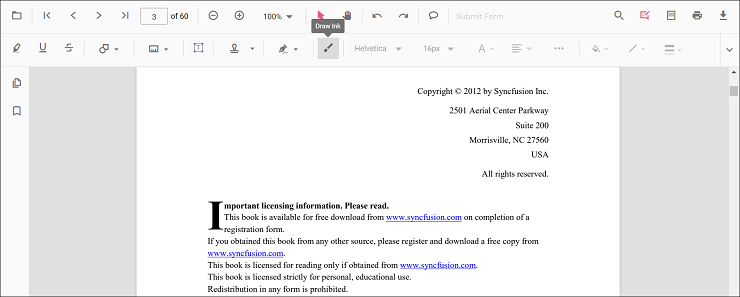 3 of 60 100% Submit Form
Draw Ink
Helvetica 16px A
Copyright © 2012 by Syncfusion Inc.
2501 Aerial Center Parkway
Suite 200
Morrisville, NC 27560
USA
All rights reserved.
Important licensing information. Please read.
This book is available for free download from www.syncfusion.com on completion of a
registration form.
If you obtained this book from any other source, please register and download a free copy from
www.syncfusion.com.
This book is licensed for reading only if obtained from www.syncfusion.com.
This book is licensed strictly for personal, educational use.
Redistribution in any form is prohibited.